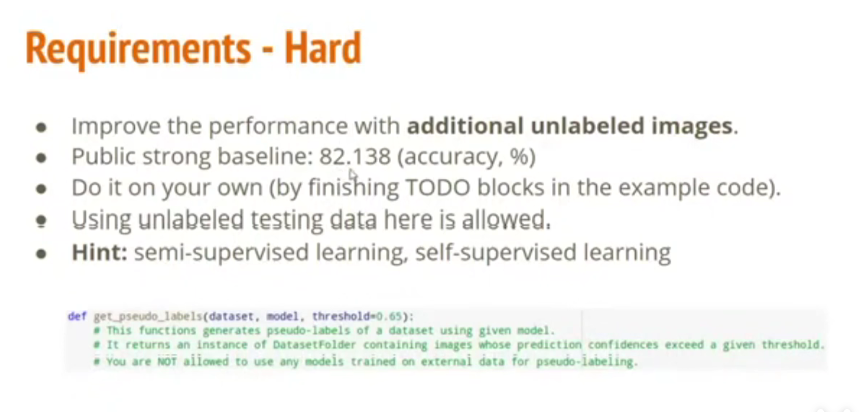 Requirements - Hard
● Improve the performance with additional unlabeled images.
● Public strong baseline: 82.138 (accuracy, %)
● Do it on your own (by finishing TODO blocks in the example code).
● Using unlabeled testing data here is allowed.
● Hint: semi-supervised learning, self-supervised learning
def get_pseudo_labels(dataset, model, threshold=0.65):
# This functions generates pseudo-labels of a dataset using given model.
# It returns an instance of DatasetFolder containing images whose prediction confidences exceed a given threshold.
# You are NOT allowed to use any models trained on external data for pseudo-labeling.